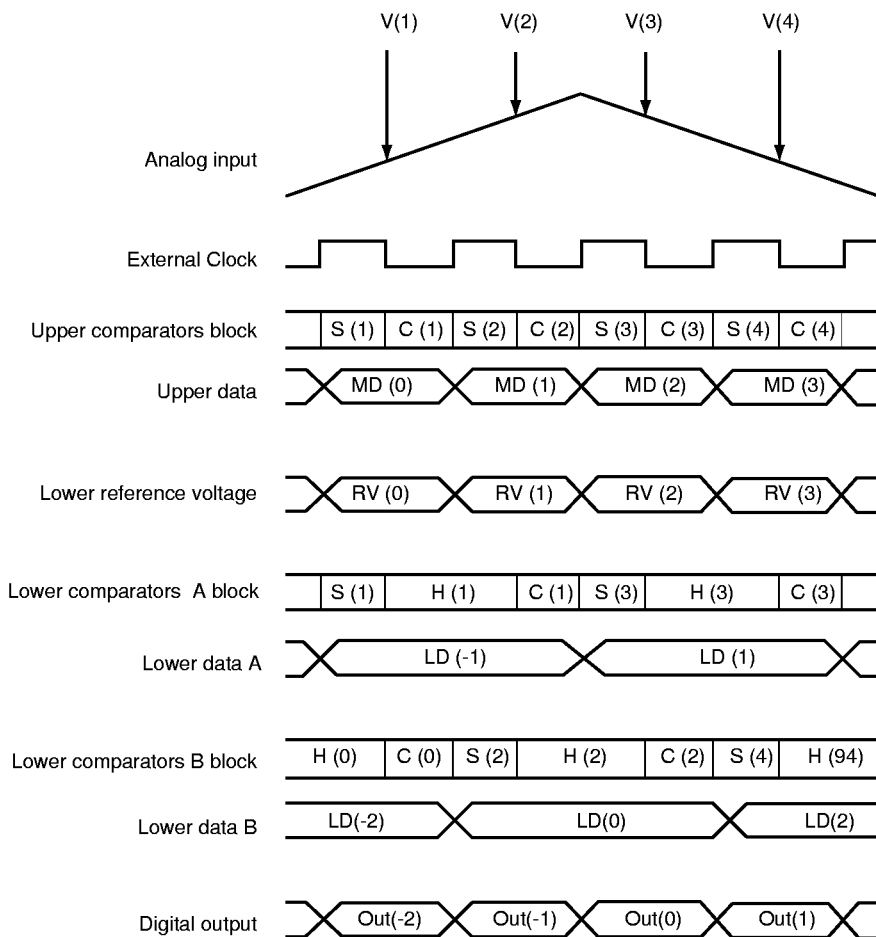 V(1) V(2) V(3) V(4)
Analog input
External Clock
Upper comparators block S (1) C (1) S (2) C (2) S (3) C (3) S (4) C (4)
Upper data MD (0) MD (1) MD (2) MD (3)
Lower reference voltage RV (0) RV (1) RV (2) RV (3)
Lower comparators A block S (1) H (1) C (1) S (3) H (3) C (3)
Lower data A LD (-1) LD (1)
Lower comparators B block H (0) C (0) S (2) H (2) C (2) S (4) H (94)
Lower data B LD(-2) LD(0) LD(2)
Digital output Out(-2) Out(-1) Out(0) Out(1)